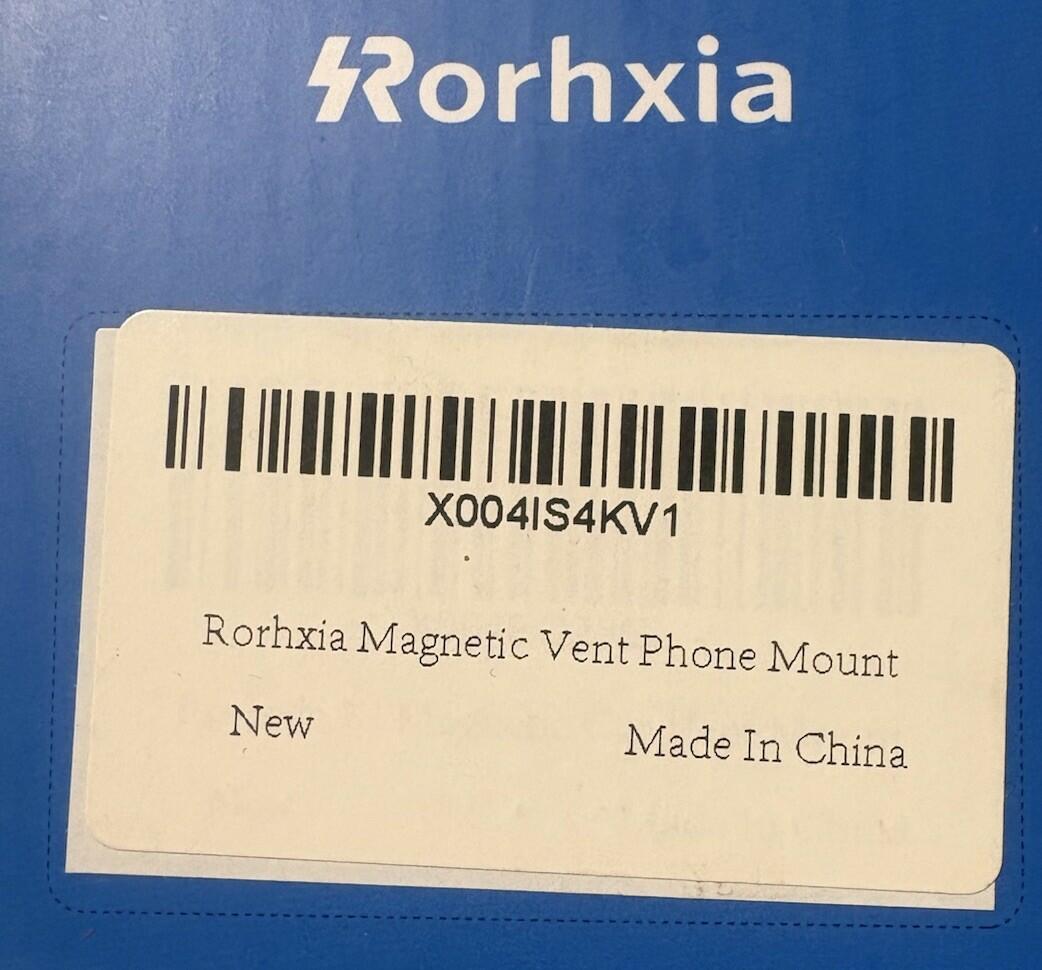 Rorhxia
X004IS4KV1
Rorhxia Magnetic Vent Phone Mount
New Made In China